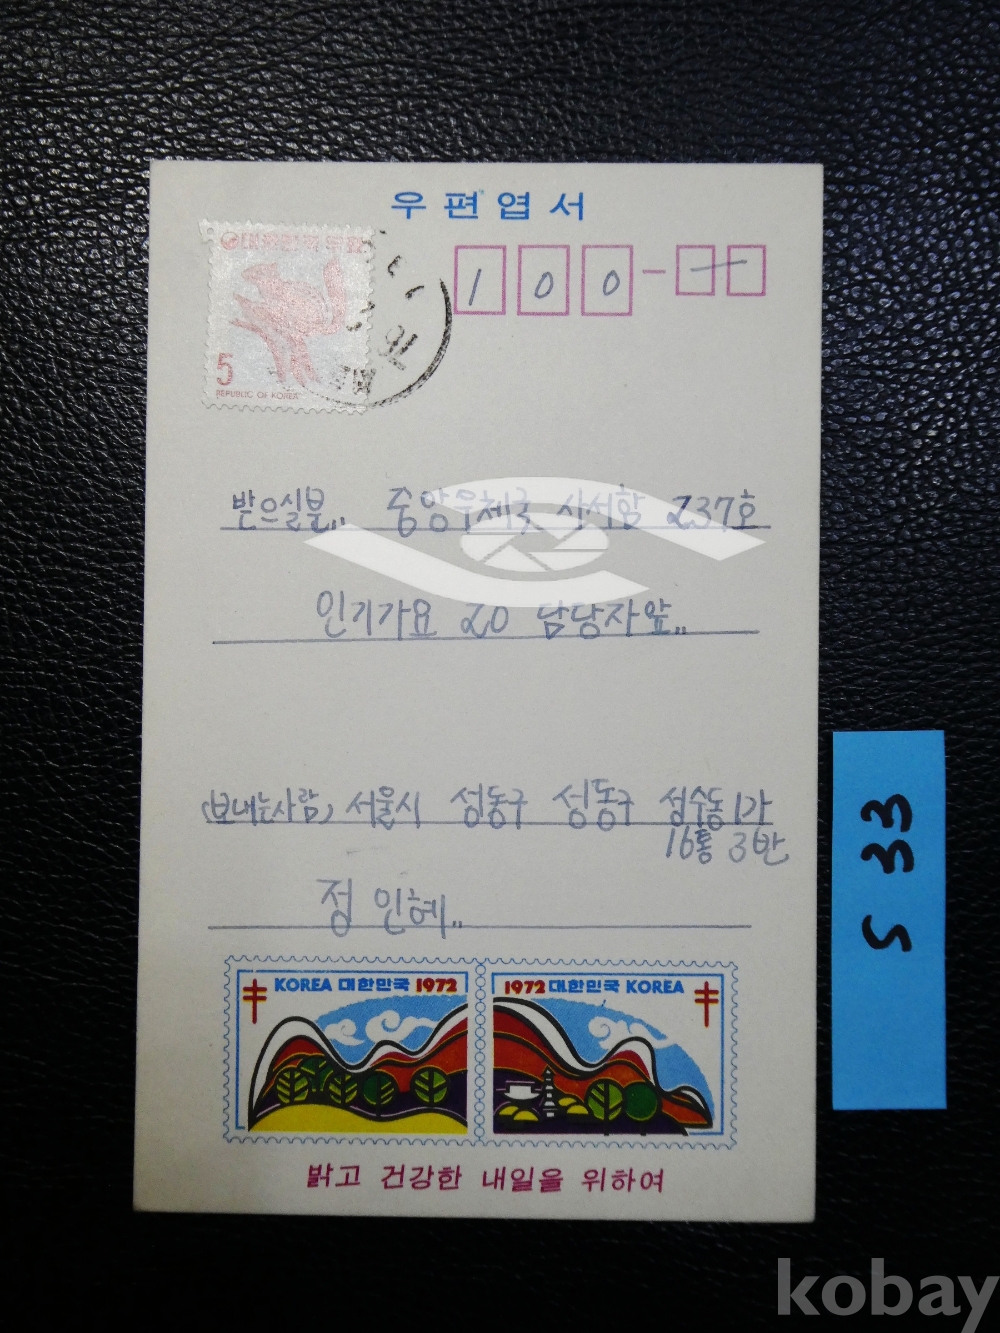 우편엽서
대한민국 우표
5
REPUBLIC OF KOREA
100-
받으실분.. 중앙우체국 사서함 237호
인기가요 20 담당자앞..
(보내는사람) 서울시 성동구 성동구 성수동1가
16통 3반
정 인혜..
KOREA 대한민국 1972
1972 대한민국 KOREA
밝고 건강한 내일을 위하여
S 33
kobay